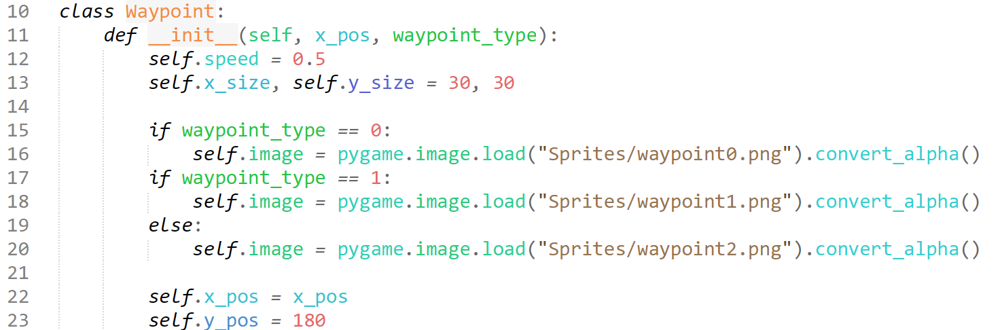 10 class Waypoint:
11     def __init__(self, x_pos, waypoint_type):
12         self.speed = 0.5
13         self.x_size, self.y_size = 30, 30
14
15         if waypoint_type == 0:
16             self.image = pygame.image.load("Sprites/waypoint0.png").convert_alpha()
17         if waypoint_type == 1:
18             self.image = pygame.image.load("Sprites/waypoint1.png").convert_alpha()
19         else:
20             self.image = pygame.image.load("Sprites/waypoint2.png").convert_alpha()
21
22         self.x_pos = x_pos
23         self.y_pos = 180